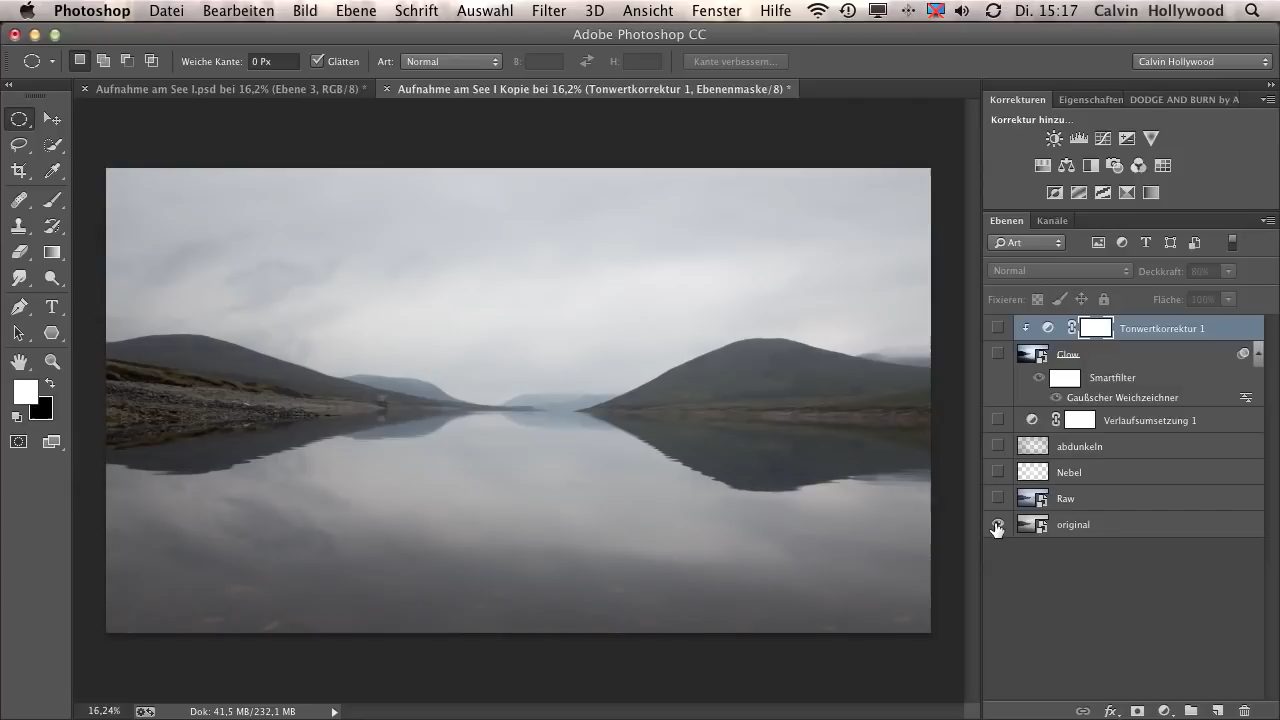 Photoshop Datei Bearbeiten Bild Ebene Schrift Auswahl Filter 3D Ansicht Fenster Hilfe Di. 15:17 Calvin Hollywood
Adobe Photoshop CC
Weiche Kante: 0 Px Glätten Art: Normal B: H: Kante verbessern... Calvin Hollywood
Aufnahme am See I.psd bei 16,2% (Ebene 3, RGB/8) * Aufnahme am See I Kopie bei 16,2% (Tonwertkorrektur 1, Ebenenmaske/8) *
Korrekturen Eigenschaften DODGE AND BURN by A
Korrektur hinzu...
Ebenen Kanäle
Art
Normal Deckkraft: 80%
Fixieren: Fläche: 100%
Tonwertkorrektur 1
Glow
Smartfilter
Gaußscher Weichzeichner
Verlaufsumsetzung 1
abdunkeln
Nebel
Raw
original
16,24% Dok: 41,5 MB/232,1 MB